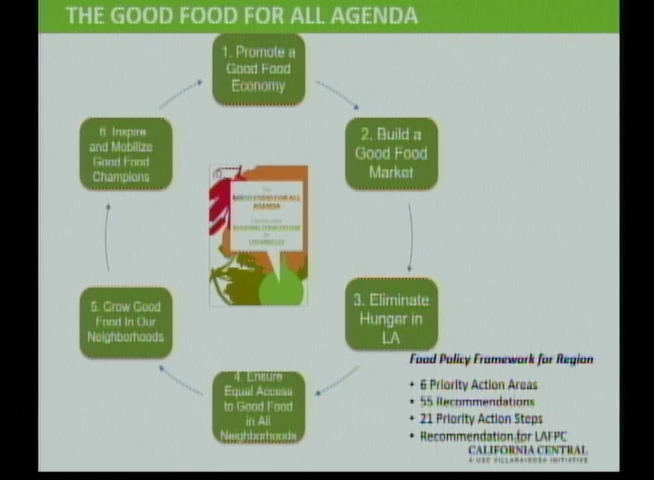 THE GOOD FOOD FOR ALL AGENDA
1. Promote a
Good Food
Economy
2. Build a
Good Food
Market
3. Eliminate
Hunger in
LA
4. Ensure
Equal Access
to Good Food
in All
Neighborhoods
5. Grow Good
Food In Our
Neighborhoods
6. Inspire
and Mobilize
Good Food
Champions
GOOD FOOD FOR ALL
AGENDA
LOS ANGELES
Food Policy Framework for Region
• 6 Priority Action Areas
• 55 Recommendations
• 21 Priority Action Steps
• Recommendation for LAFPC
CALIFORNIA CENTRAL
A USC VILLARAIGOSA INITIATIVE